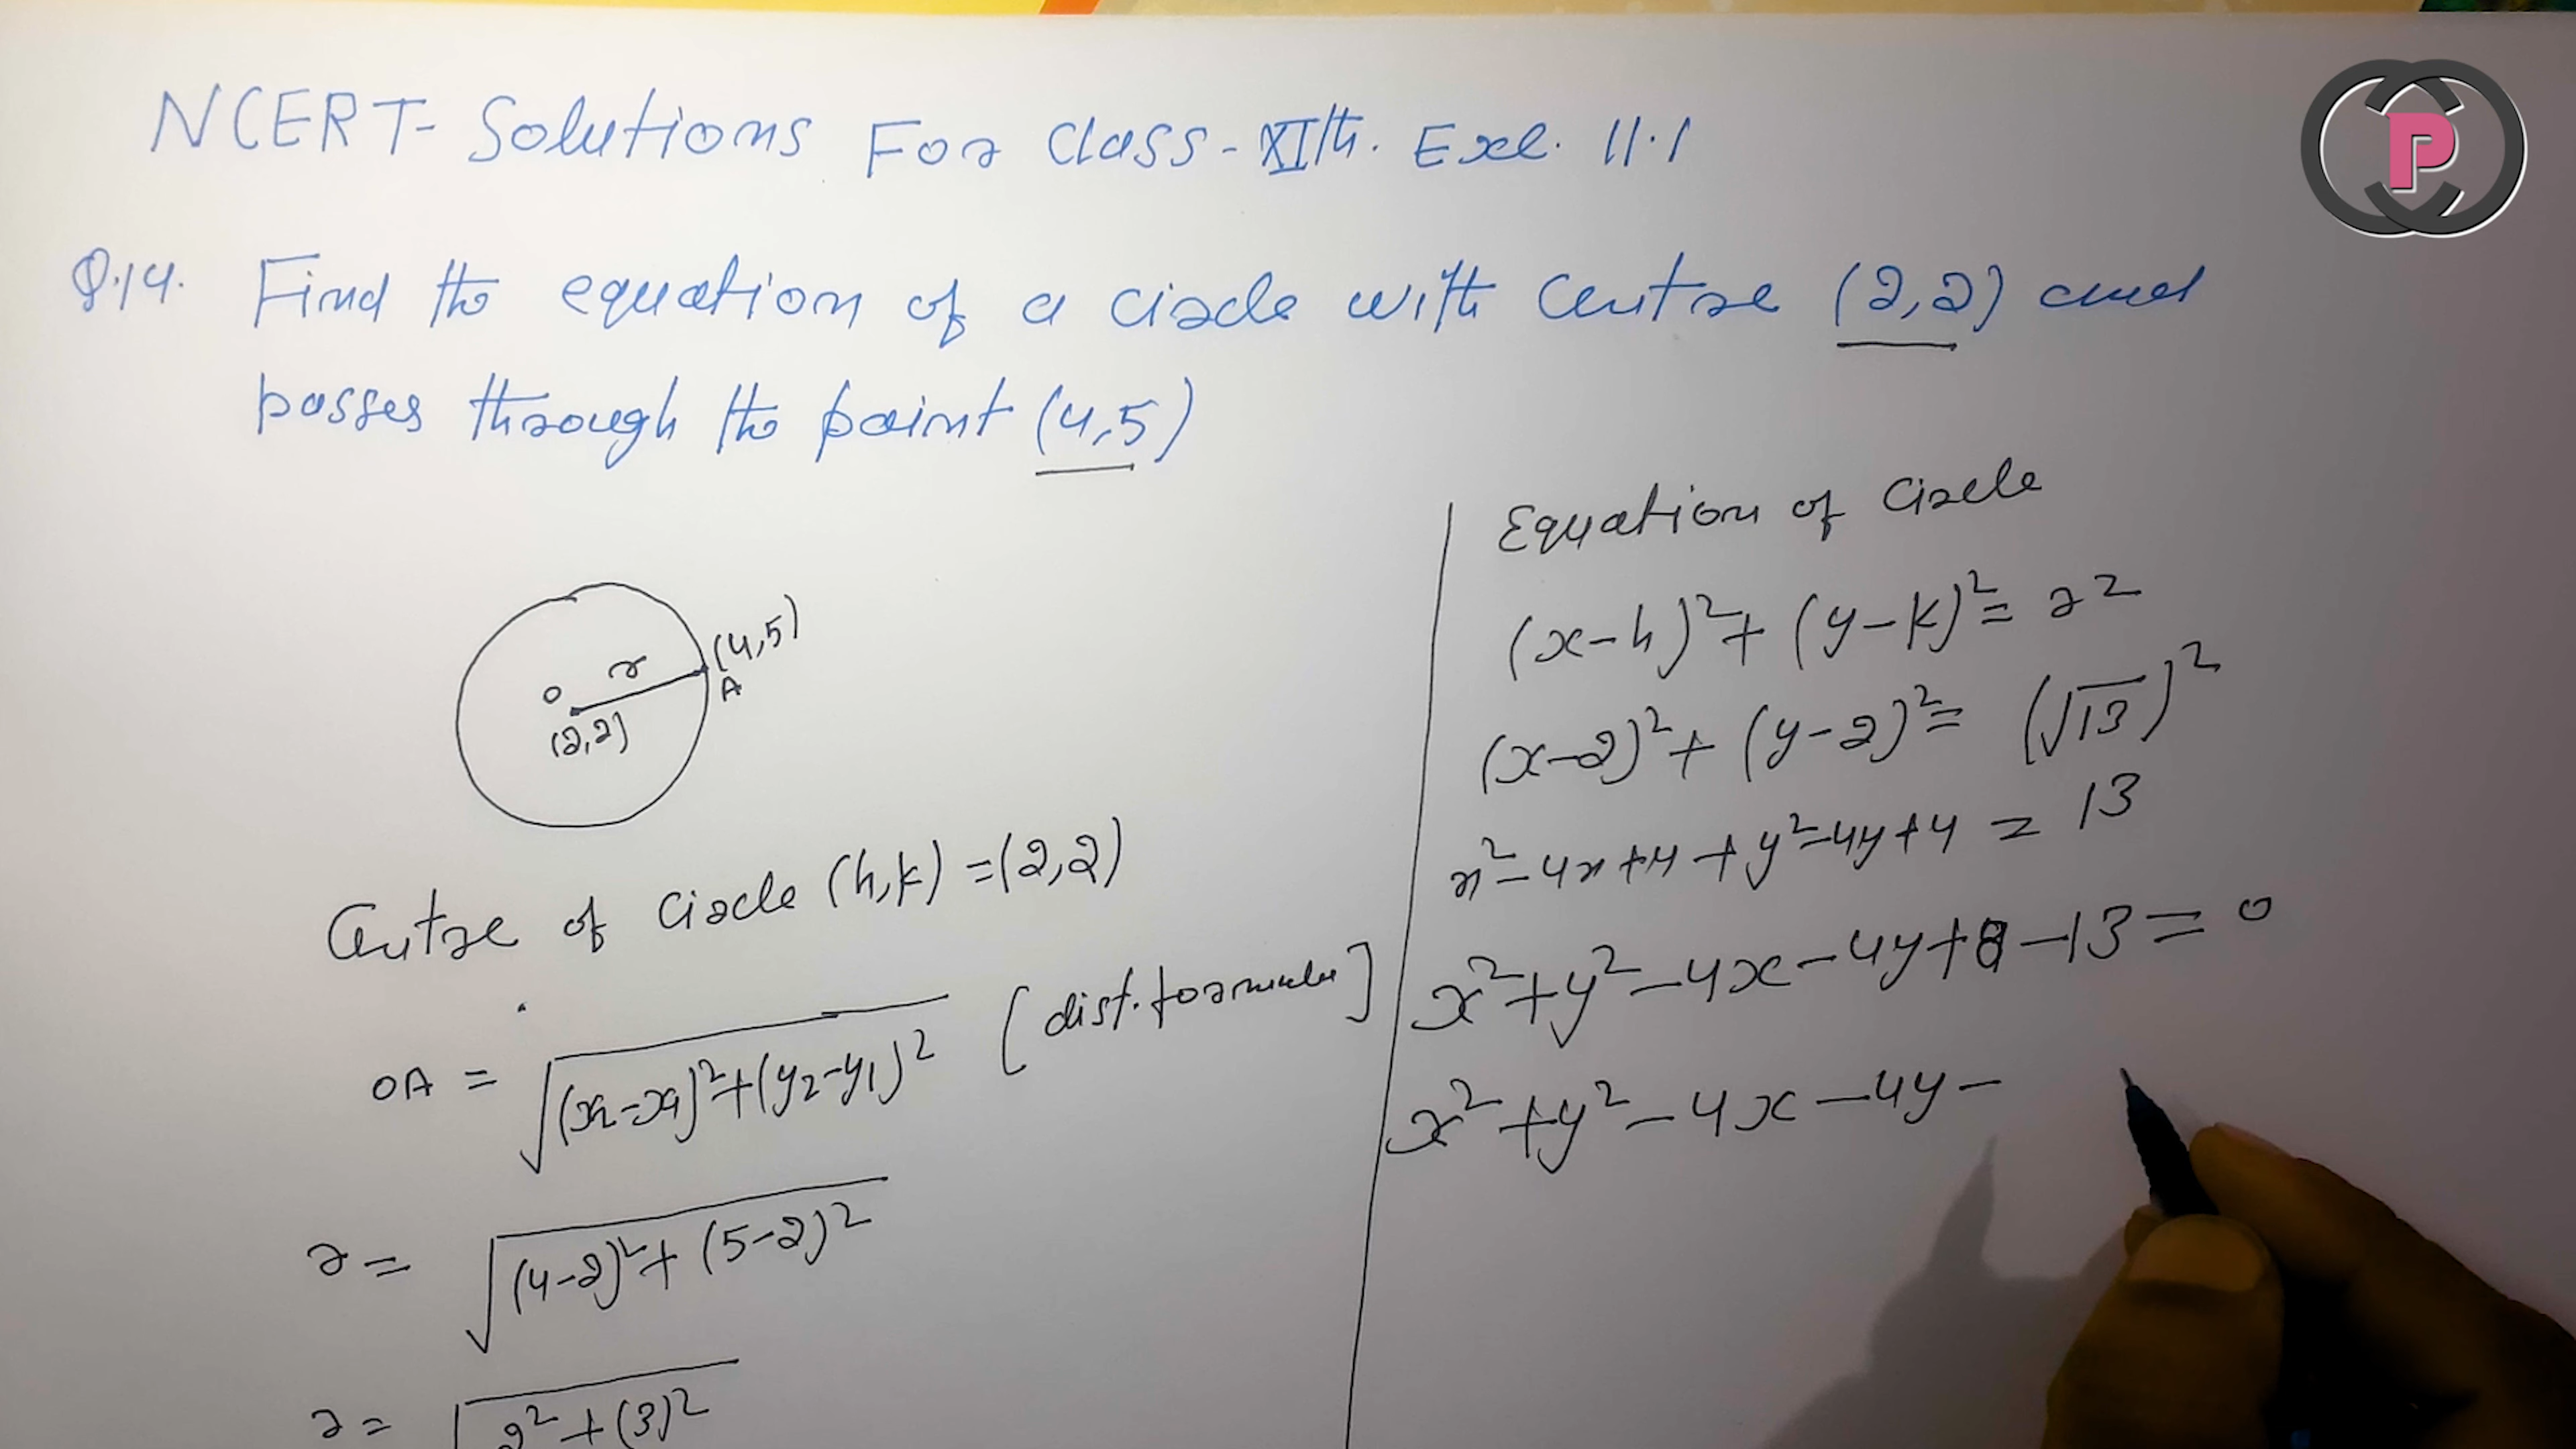 NCERT- Solutions For Class-XIth. Exe. 11.1
Q.14. Find the equation of a circle with Centre (2,2) and
passes through the point (4,5)
(4,5)
r
O
A
(2,2)
Centre of Circle (h,k) =(2,2)
OA = √(x2-x1)²+(y2-y1)² [dist. formula]
r = √(4-2)²+(5-2)²
r = √2²+(3)²
Equation of Circle
(x-h)²+(y-k)²= r²
(x-2)²+(y-2)²= (√13)²
x²-4x+4+y²-4y+4 = 13
x²+y²-4x-4y+8-13=0
x²+y²-4x-4y-
P